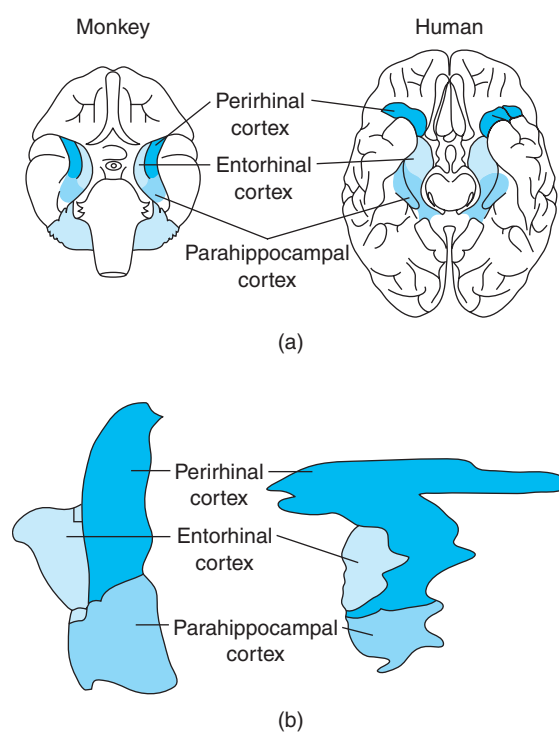 Monkey
Human
Perirhinal
cortex
Entorhinal
cortex
Parahippocampal
cortex
(a)
Perirhinal
cortex
Entorhinal
cortex
Parahippocampal
cortex
(b)